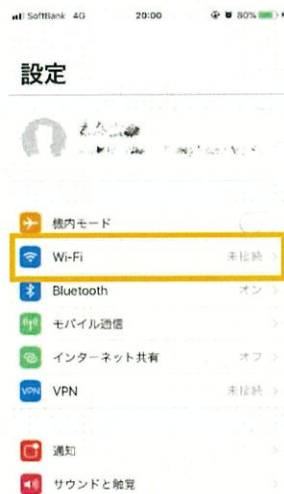 SoftBank 4G 20:00 80%
設定
機内モード
Wi-Fi 未接続
Bluetooth オン
モバイル通信
インターネット共有 オフ
VPN 未接続
通知
サウンドと触覚